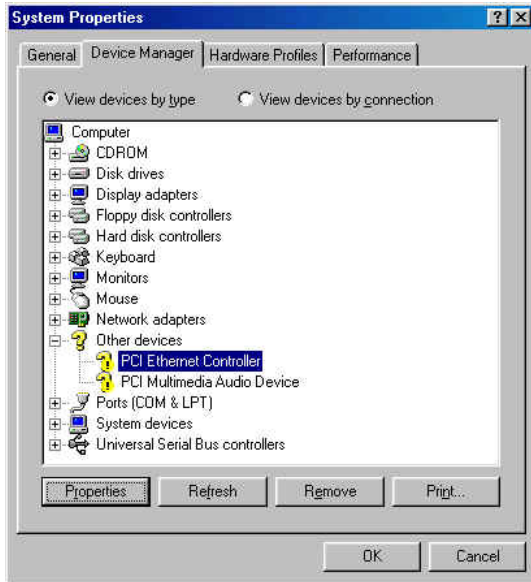 System Properties
General Device Manager Hardware Profiles Performance
View devices by type View devices by connection
Computer
CDROM
Disk drives
Display adapters
Floppy disk controllers
Hard disk controllers
Keyboard
Monitors
Mouse
Network adapters
Other devices
PCI Ethernet Controller
PCI Multimedia Audio Device
Ports (COM & LPT)
System devices
Universal Serial Bus controllers
Properties Refresh Remove Print...
OK Cancel